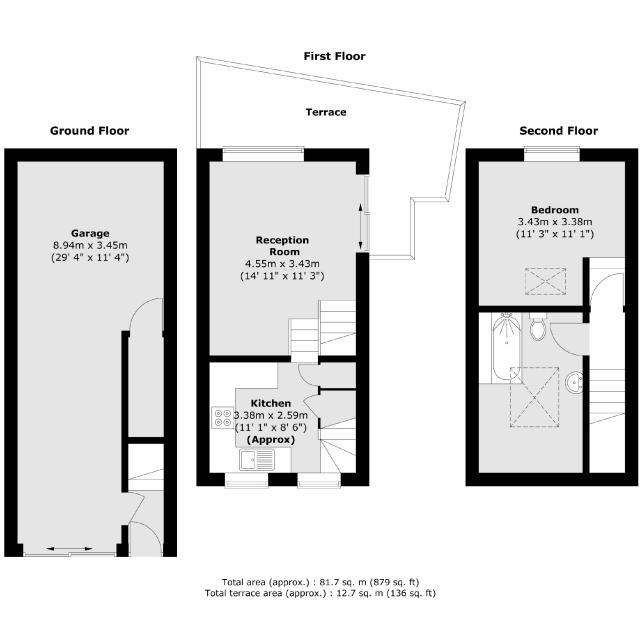 First Floor
Terrace
Ground Floor
Second Floor
Garage
8.94m x 3.45m
(29' 4" x 11' 4")
Reception
Room
4.55m x 3.43m
(14' 11" x 11' 3")
Bedroom
3.43m x 3.38m
(11' 3" x 11' 1")
Kitchen
3.38m x 2.59m
(11' 1" x 8' 6")
(Approx)
Total area (approx.) : 81.7 sq. m (879 sq. ft)
Total terrace area (approx.) : 12.7 sq. m (136 sq. ft)